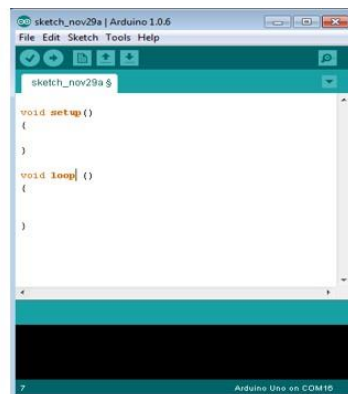 sketch_nov29a | Arduino 1.0.6
File Edit Sketch Tools Help
sketch_nov29a §
void setup()
{
}
void loop ()
{
}
7
Arduino Uno on COM16